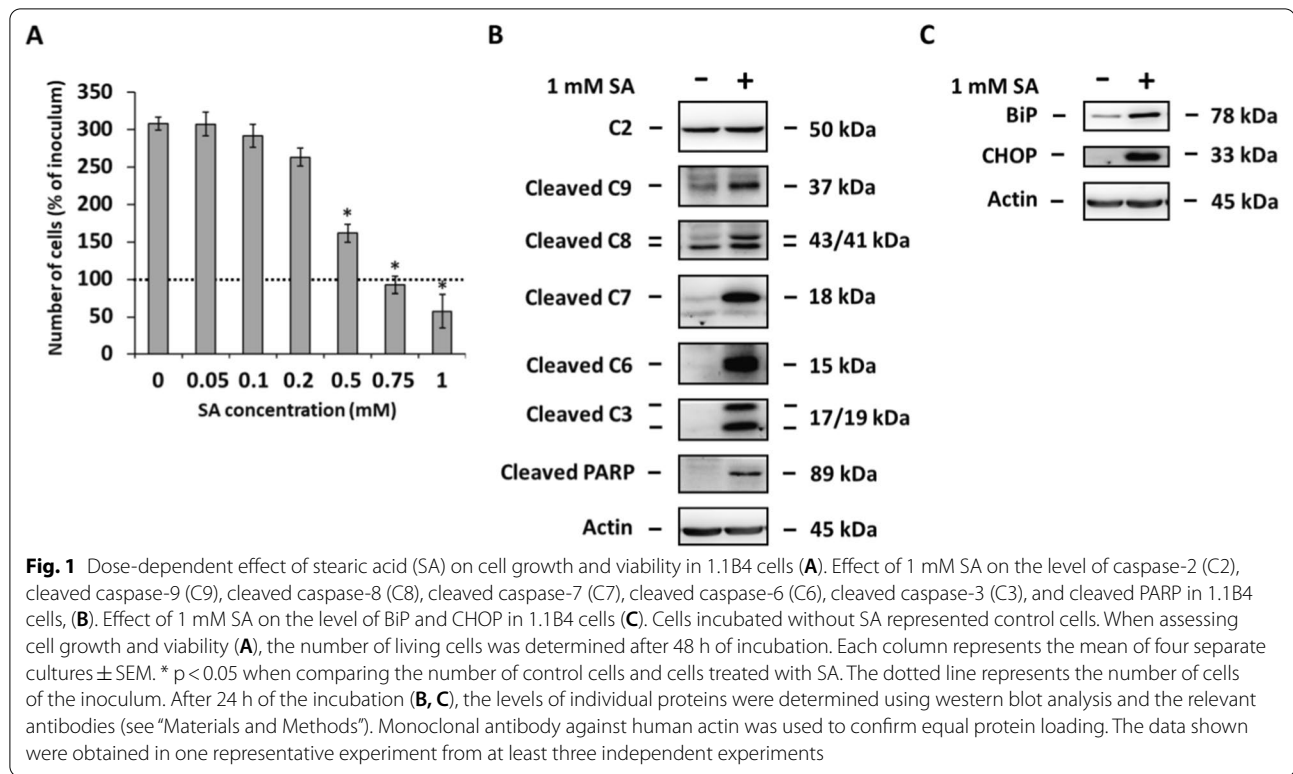 A
Number of cells (% of inoculum)
350
300
250
200
150
100
50
0
*
*
*
0 0.05 0.1 0.2 0.5 0.75 1
SA concentration (mM)
B
1 mM SA − +
C2 − − 50 kDa
Cleaved C9 − − 37 kDa
Cleaved C8 = = 43/41 kDa
Cleaved C7 − − 18 kDa
Cleaved C6 − − 15 kDa
Cleaved C3 − − 17/19 kDa
Cleaved PARP − − 89 kDa
Actin − − 45 kDa
C
1 mM SA − +
BiP − − 78 kDa
CHOP − − 33 kDa
Actin − − 45 kDa
Fig. 1 Dose-dependent effect of stearic acid (SA) on cell growth and viability in 1.1B4 cells (A). Effect of 1 mM SA on the level of caspase-2 (C2),
cleaved caspase-9 (C9), cleaved caspase-8 (C8), cleaved caspase-7 (C7), cleaved caspase-6 (C6), cleaved caspase-3 (C3), and cleaved PARP in 1.1B4
cells, (B). Effect of 1 mM SA on the level of BiP and CHOP in 1.1B4 cells (C). Cells incubated without SA represented control cells. When assessing
cell growth and viability (A), the number of living cells was determined after 48 h of incubation. Each column represents the mean of four separate
cultures ± SEM. * p < 0.05 when comparing the number of control cells and cells treated with SA. The dotted line represents the number of cells
of the inoculum. After 24 h of the incubation (B, C), the levels of individual proteins were determined using western blot analysis and the relevant
antibodies (see “Materials and Methods”). Monoclonal antibody against human actin was used to confirm equal protein loading. The data shown
were obtained in one representative experiment from at least three independent experiments